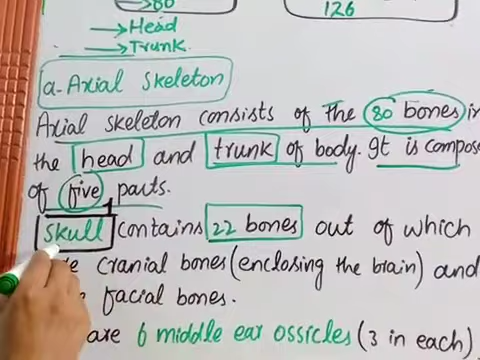 → 80
126
→ Head
→ Trunk
a. Axial Skeleton
Axial skeleton consists of the 80 bones in
the head and trunk of body. It is compose
of five parts.
1
Skull contains 22 bones out of which
cranial bones (enclosing the brain) and
facial bones.
are 6 middle ear ossicles (3 in each)